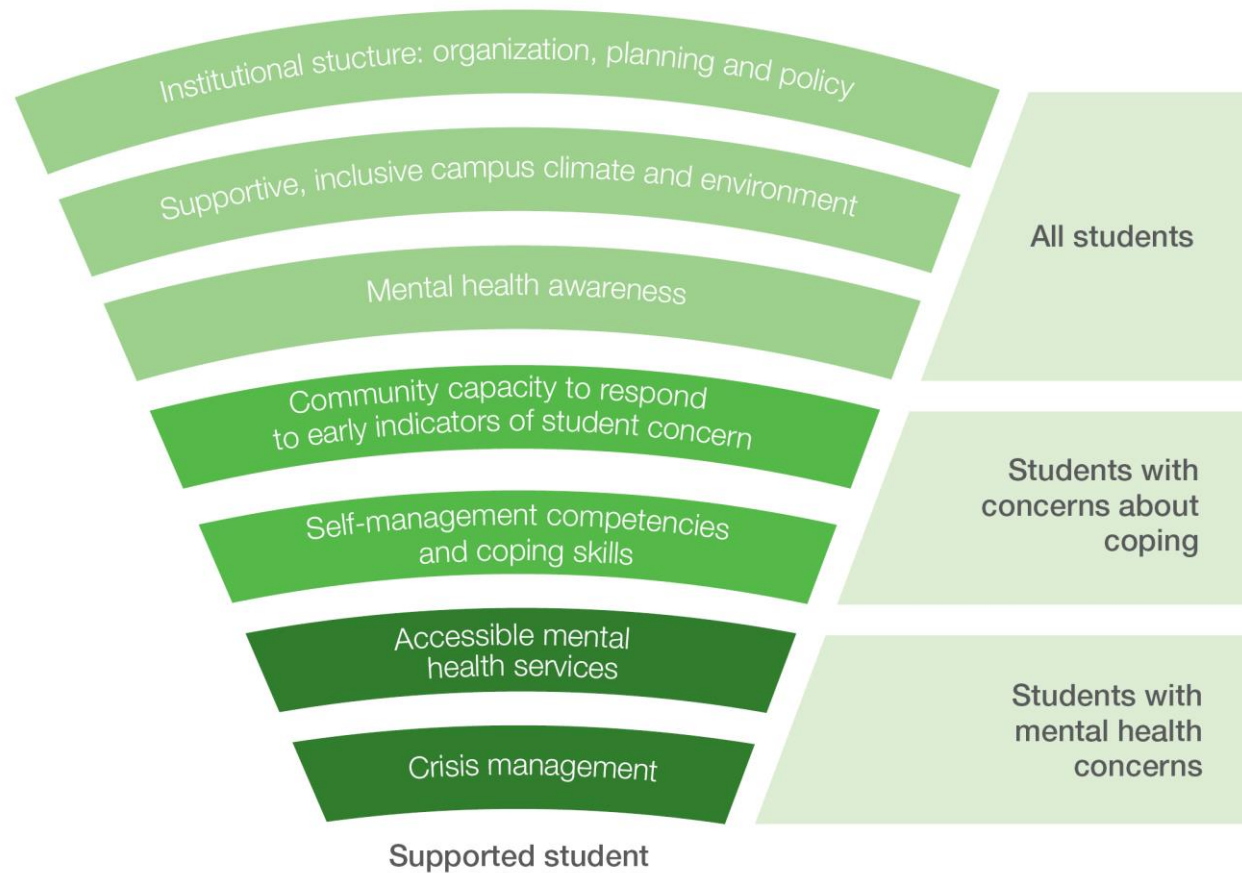 Institutional stucture: organization, planning and policy
Supportive, inclusive campus climate and environment
Mental health awareness
All students
Community capacity to respond
to early indicators of student concern
Self-management competencies
and coping skills
Students with
concerns about
coping
Accessible mental
health services
Crisis management
Students with
mental health
concerns
Supported student